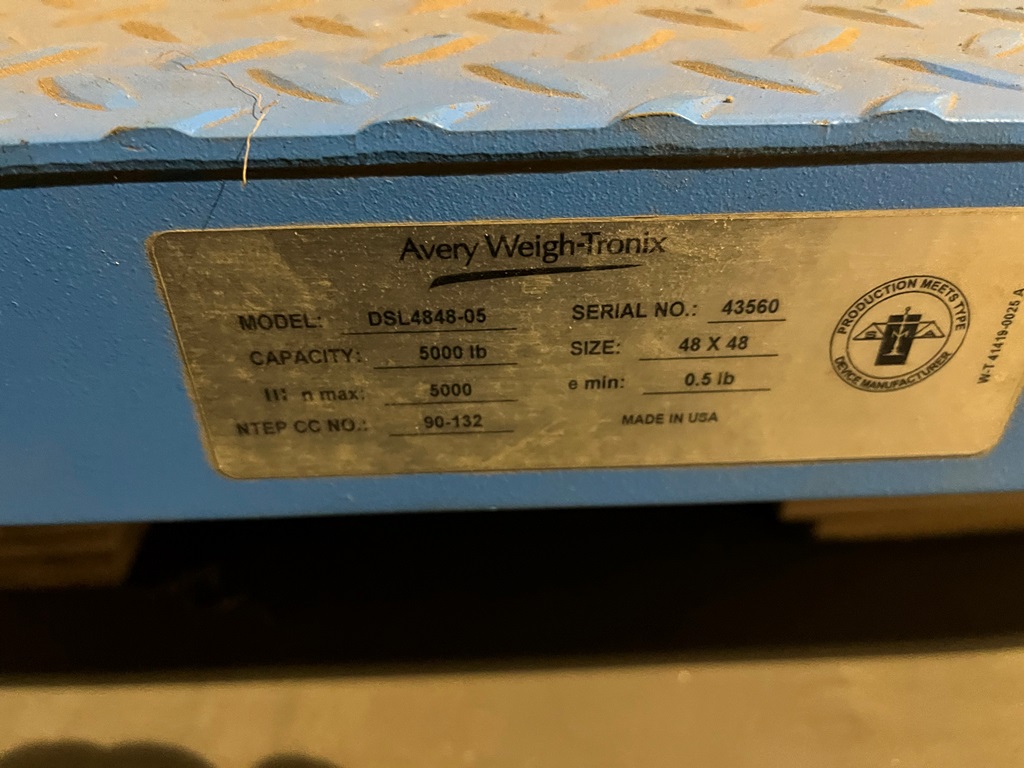 Avery Weigh-Tronix
MODEL: DSL4848-05
SERIAL NO.: 43560
CAPACITY: 5000 lb
SIZE: 48 X 48
III n max: 5000
e min: 0.5 lb
NTEP CC NO.: 90-132
MADE IN USA
PRODUCTION MEETS TYPE
DEVICE MANUFACTURER
W-T 41419-0025 A